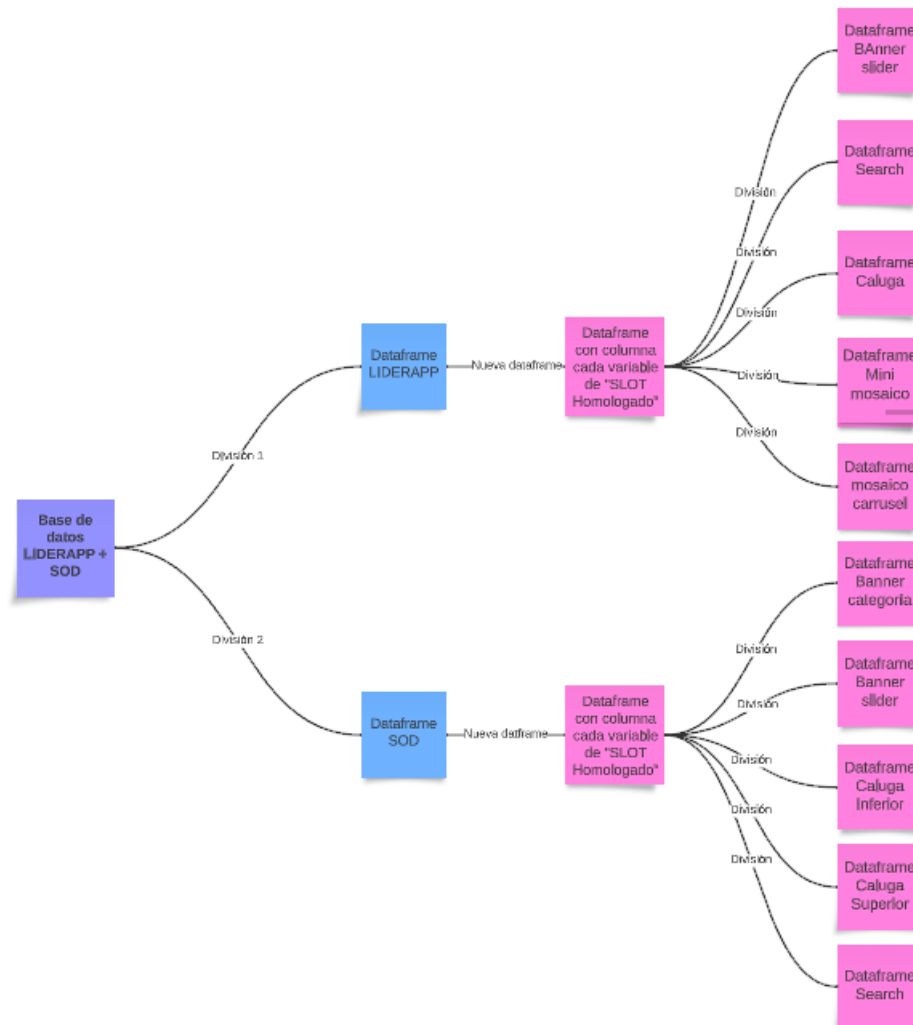 Dataframe
BAnner
slider
Dataframe
Search
Dataframe
Caluga
Dataframe
Mini
mosaico
Dataframe
mosaico
carrusel
División
División
División
División
División
Dataframe
LIDERAPP
Nueva dataframe
Dataframe
con columna
cada variable
de "SLOT
Homologado"
División 1
Base de
datos
LIDERAPP +
SOD
División 2
Dataframe
SOD
Nueva datframe
Dataframe
con columna
cada variable
de "SLOT
Homologado"
División
División
División
División
División
Dataframe
Banner
categoría
Dataframe
Banner
slider
Dataframe
Caluga
Inferior
Dataframe
Caluga
Superior
Dataframe
Search